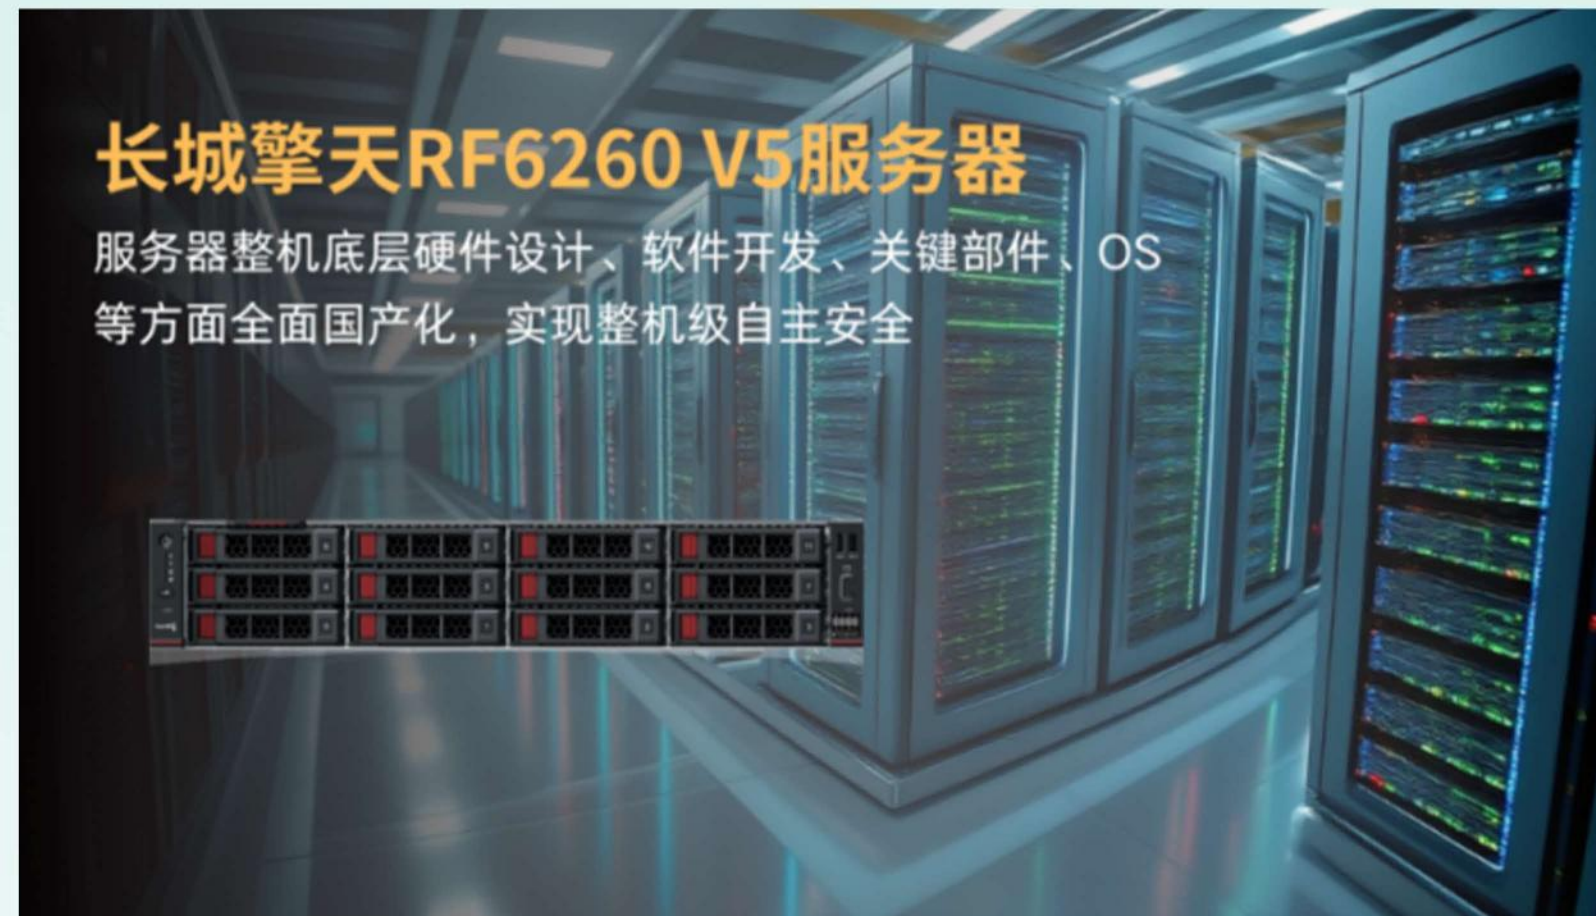 长城擎天RF6260 V5服务器
服务器整机底层硬件设计、软件开发、关键部件、OS
等方面全面国产化，实现整机级自主安全